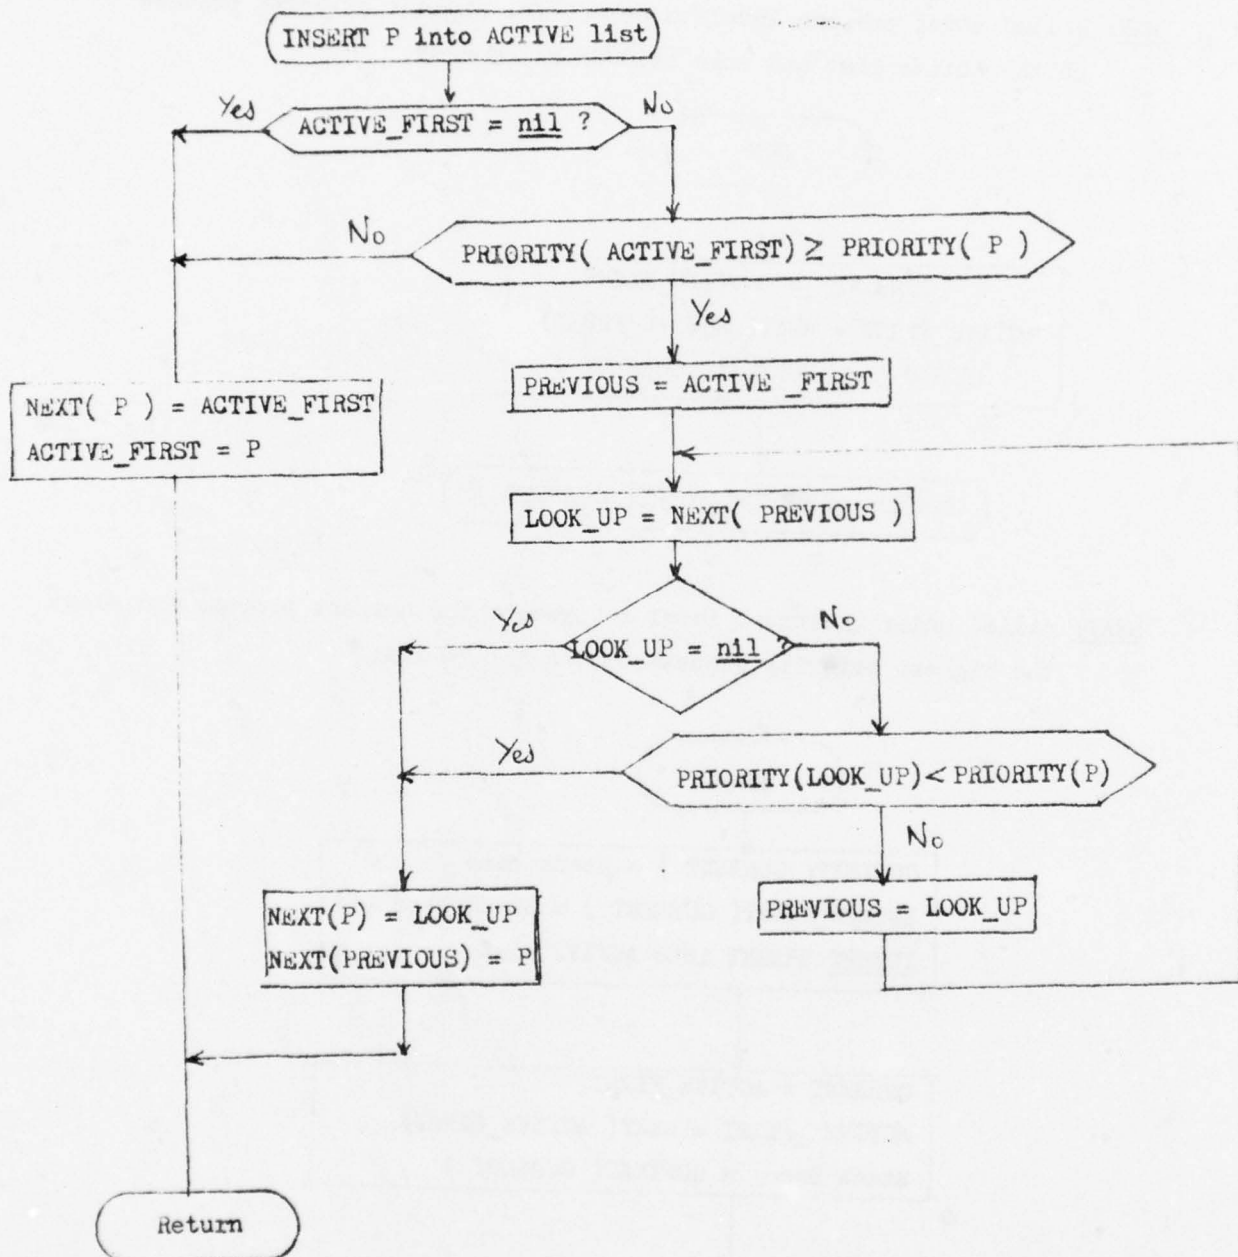 INSERT P into ACTIVE list
Yes
ACTIVE_FIRST = nil ?
No
No
PRIORITY( ACTIVE_FIRST) ≥ PRIORITY( P )
Yes
PREVIOUS = ACTIVE _FIRST
NEXT( P ) = ACTIVE_FIRST
ACTIVE_FIRST = P
LOOK_UP = NEXT( PREVIOUS )
Yes
LOOK_UP = nil ?
No
Yes
PRIORITY(LOOK_UP) < PRIORITY(P)
No
NEXT(P) = LOOK_UP
NEXT(PREVIOUS) = P
PREVIOUS = LOOK_UP
Return